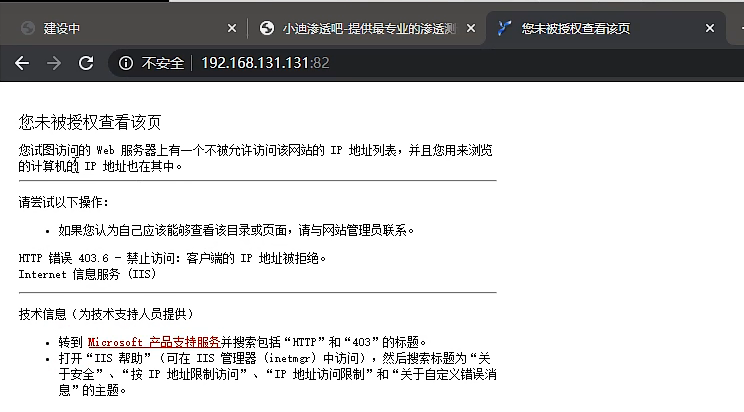 建设中
小迪渗透吧-提供最专业的渗透测
您未被授权查看该页
不安全 192.168.131.131:82
您未被授权查看该页
您试图访问的 Web 服务器上有一个不被允许访问该网站的 IP 地址列表，并且您用来浏览
的计算机的 IP 地址也在其中。
请尝试以下操作:
• 如果您认为自己应该能够查看该目录或页面，请与网站管理员联系。
HTTP 错误 403.6 - 禁止访问: 客户端的 IP 地址被拒绝。
Internet 信息服务 (IIS)
技术信息（为技术支持人员提供）
• 转到 Microsoft 产品支持服务并搜索包括“HTTP”和“403”的标题。
• 打开“IIS 帮助”（可在 IIS 管理器 (inetmgr) 中访问），然后搜索标题为“关
于安全”、“按 IP 地址限制访问”、“IP 地址访问限制”和“关于自定义错误消
息”的主题。